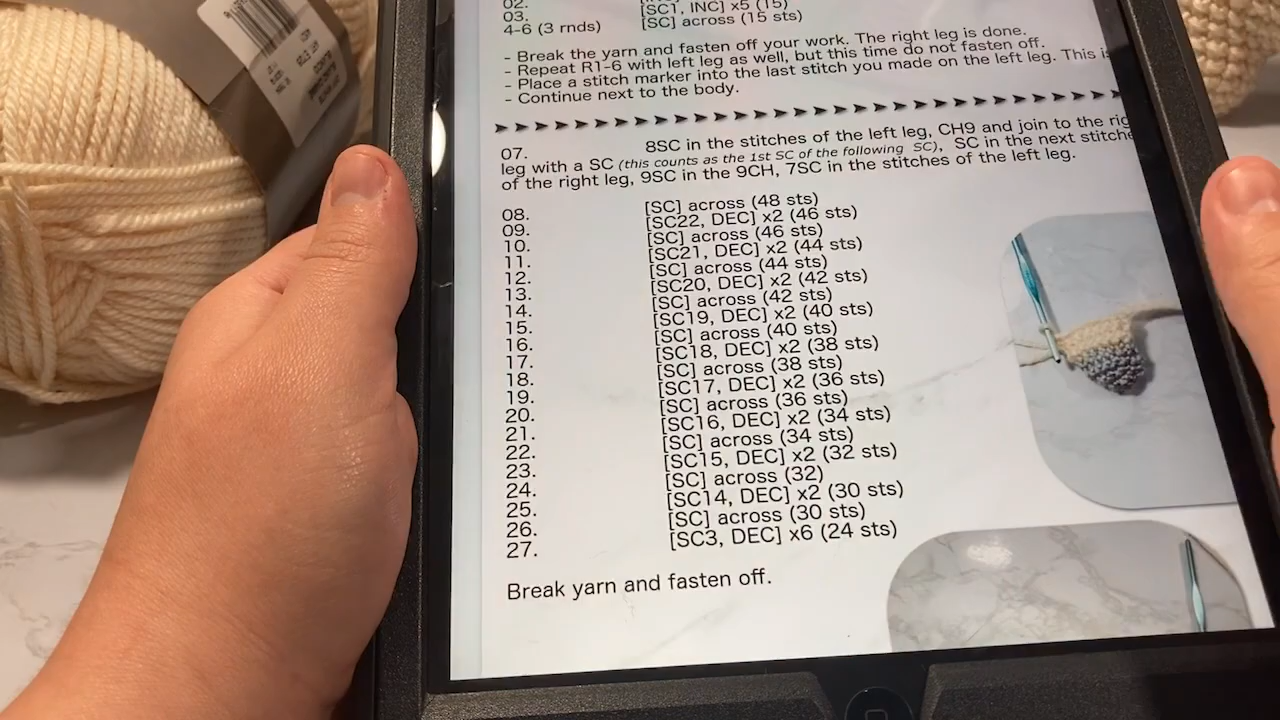 02.
03. [SC1, INC] x5 (15)
4-6 (3 rnds) [SC] across (15 sts)
- Break the yarn and fasten off your work. The right leg is done.
- Repeat R1-6 with left leg as well, but this time do not fasten off.
- Place a stitch marker into the last stitch you made on the left leg. This is
- Continue next to the body.
07. 8SC in the stitches of the left leg, CH9 and join to the rig
leg with a SC (this counts as the 1st SC of the following SC), SC in the next stitche
of the right leg, 9SC in the 9CH, 7SC in the stitches of the left leg.
08. [SC] across (48 sts)
09. [SC22, DEC] x2 (46 sts)
10. [SC] across (46 sts)
11. [SC21, DEC] x2 (44 sts)
12. [SC] across (44 sts)
13. [SC20, DEC] x2 (42 sts)
14. [SC] across (42 sts)
15. [SC19, DEC] x2 (40 sts)
16. [SC] across (40 sts)
17. [SC18, DEC] x2 (38 sts)
18. [SC] across (38 sts)
19. [SC17, DEC] x2 (36 sts)
20. [SC] across (36 sts)
21. [SC16, DEC] x2 (34 sts)
22. [SC] across (34 sts)
23. [SC15, DEC] x2 (32 sts)
24. [SC] across (32)
25. [SC14, DEC] x2 (30 sts)
26. [SC] across (30 sts)
27. [SC3, DEC] x6 (24 sts)
Break yarn and fasten off.